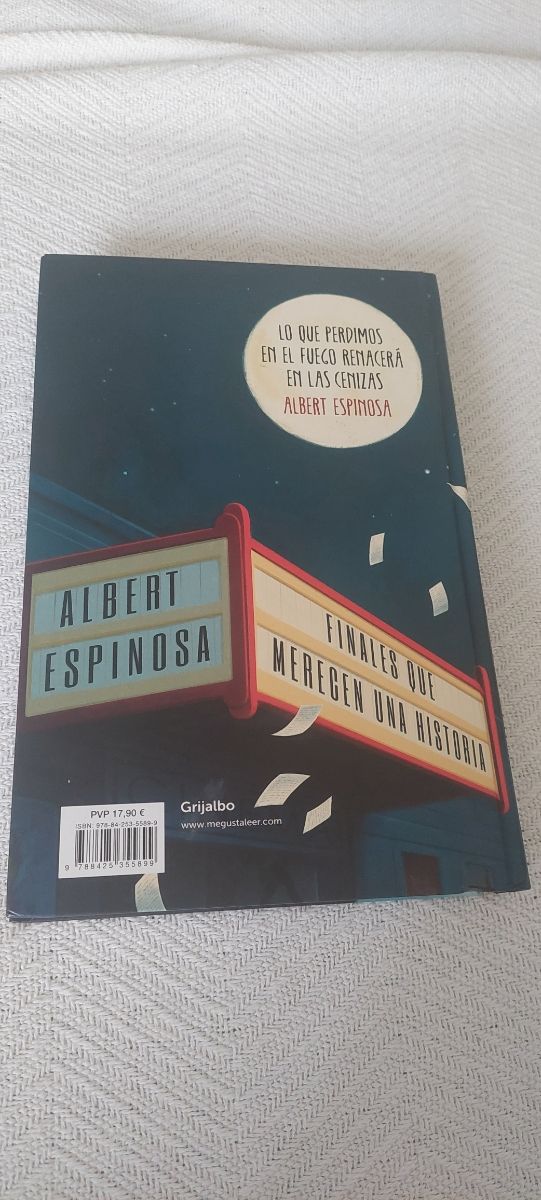 LO QUE PERDIMOS
EN EL FUEGO RENACERÁ
EN LAS CENIZAS
ALBERT ESPINOSA
ALBERT
ESPINOSA
FINALES QUE
MERECEN UNA HISTORIA
PVP 17,90 €
ISBN: 978-84-253-5589-9
9 788425 355899
Grijalbo
www.megustaleer.com